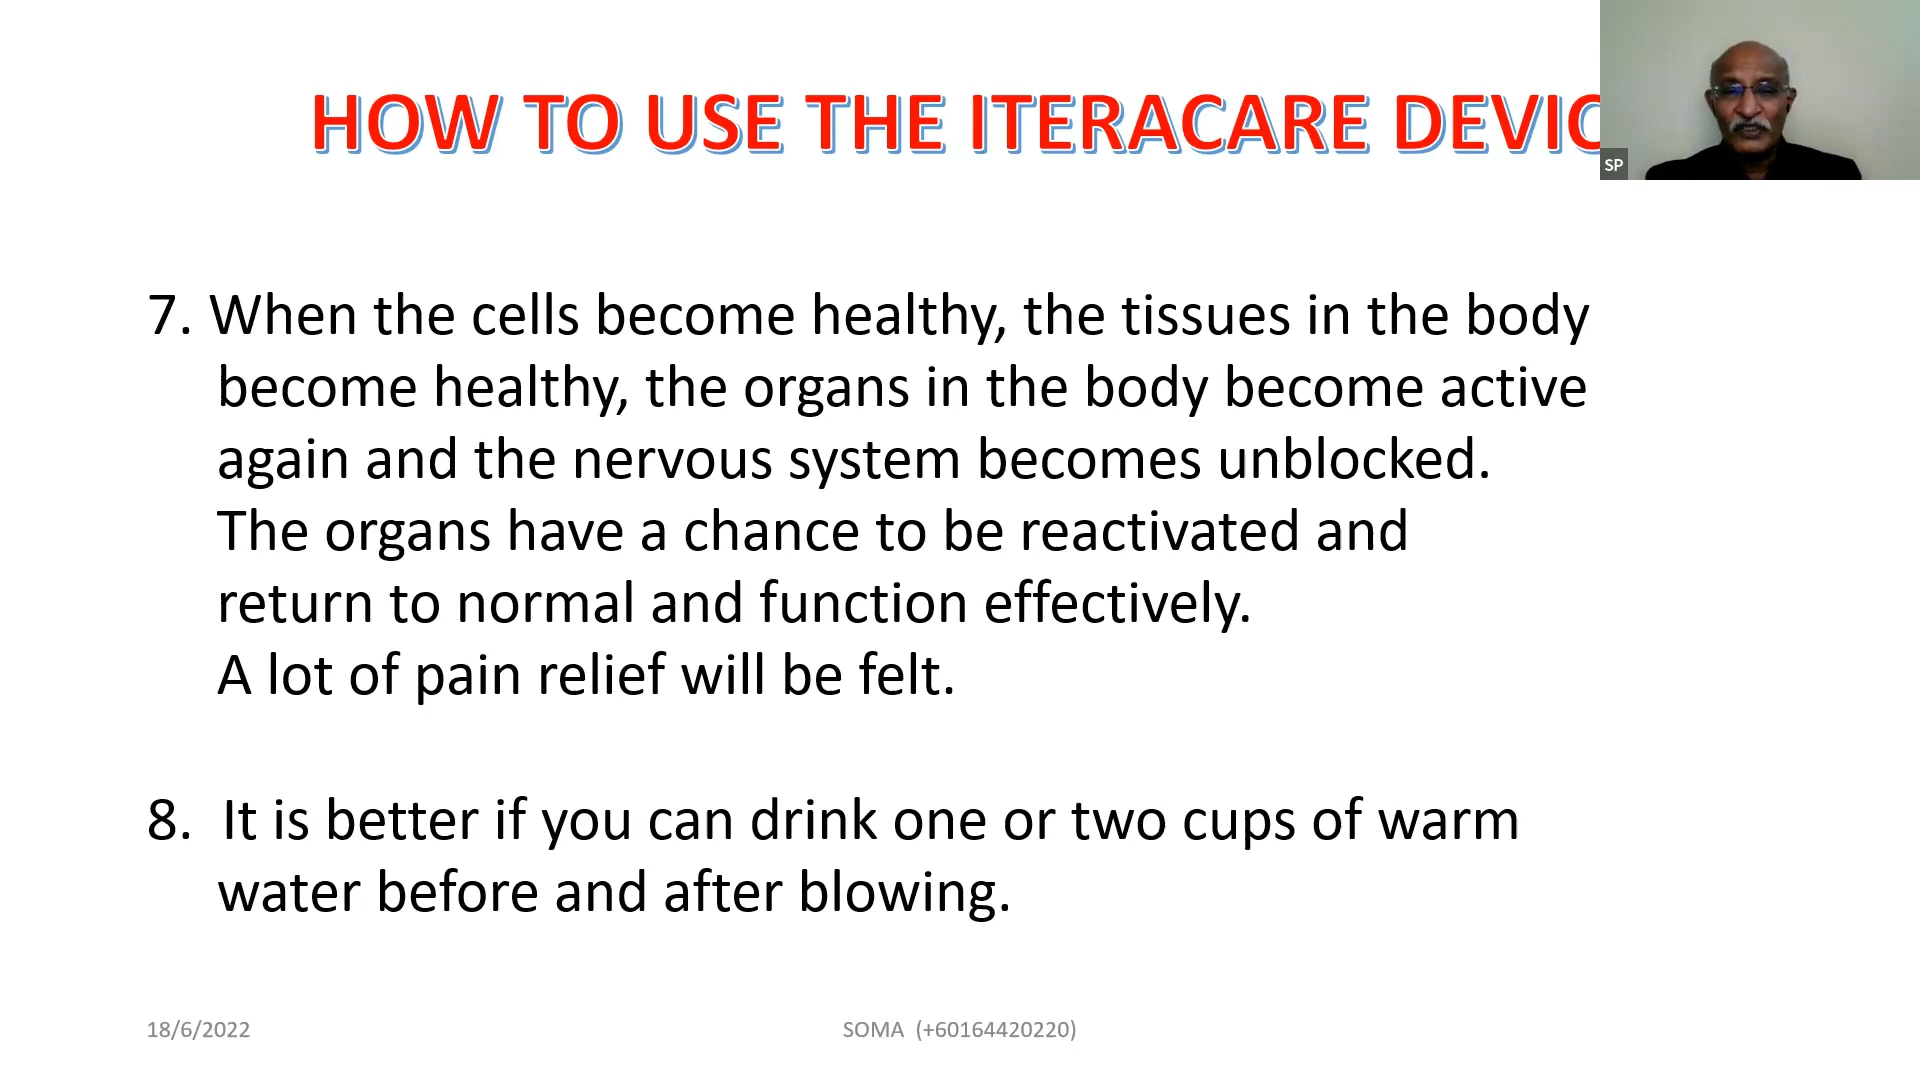 HOW TO USE THE ITERACARE
SP
7. When the cells become healthy, the tissues in the body
become healthy, the organs in the body become active
again and the nervous system becomes unblocked.
The organs have a chance to be reactivated and
return to normal and function effectively.
A lot of pain relief will be felt.
8. It is better if you can drink one or two cups of warm
water before and after blowing.
18/6/2022
SOMA (+60164420220)